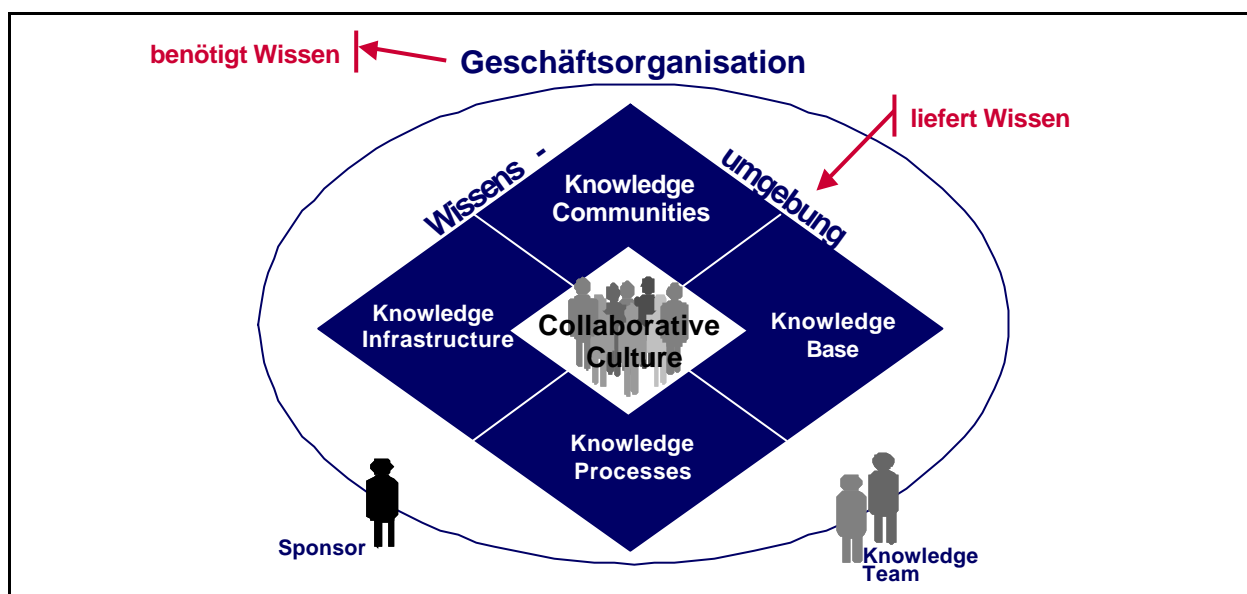 benötigt Wissen
Geschäftsorganisation
liefert Wissen
Wissens -
umgebung
Knowledge
Communities
Knowledge
Infrastructure
Collaborative
Culture
Knowledge
Base
Knowledge
Processes
Sponsor
Knowledge
Team